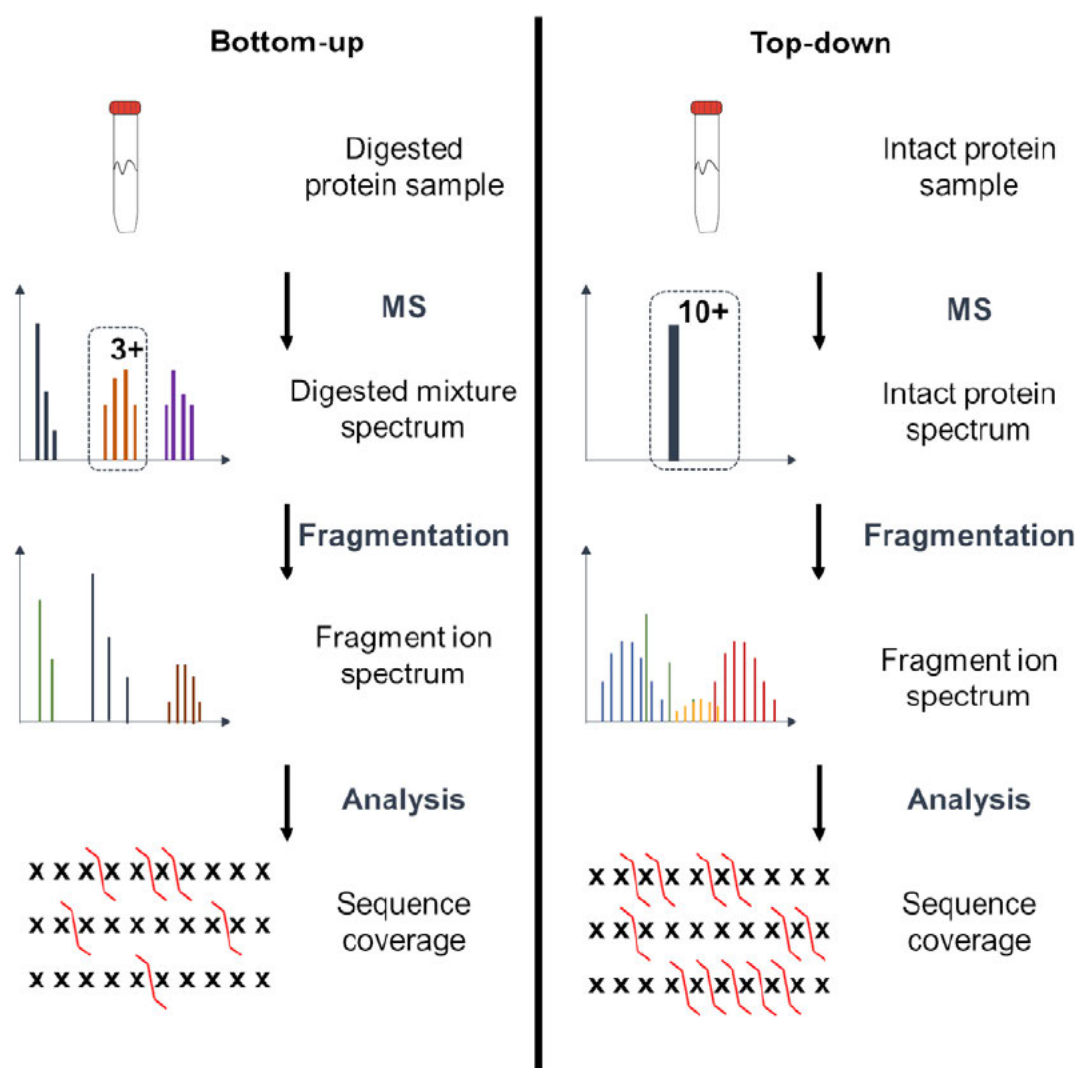 Bottom-up
Digested
protein sample
MS
3+
Digested mixture
spectrum
Fragmentation
Fragment ion
spectrum
Analysis
X X X X X X X X X X
X X X X X X X X X X
X X X X X X X X X X
Sequence
coverage
Top-down
Intact protein
sample
MS
10+
Intact protein
spectrum
Fragmentation
Fragment ion
spectrum
Analysis
X X X X X X X X X X
X X X X X X X X X X
X X X X X X X X X X
Sequence
coverage